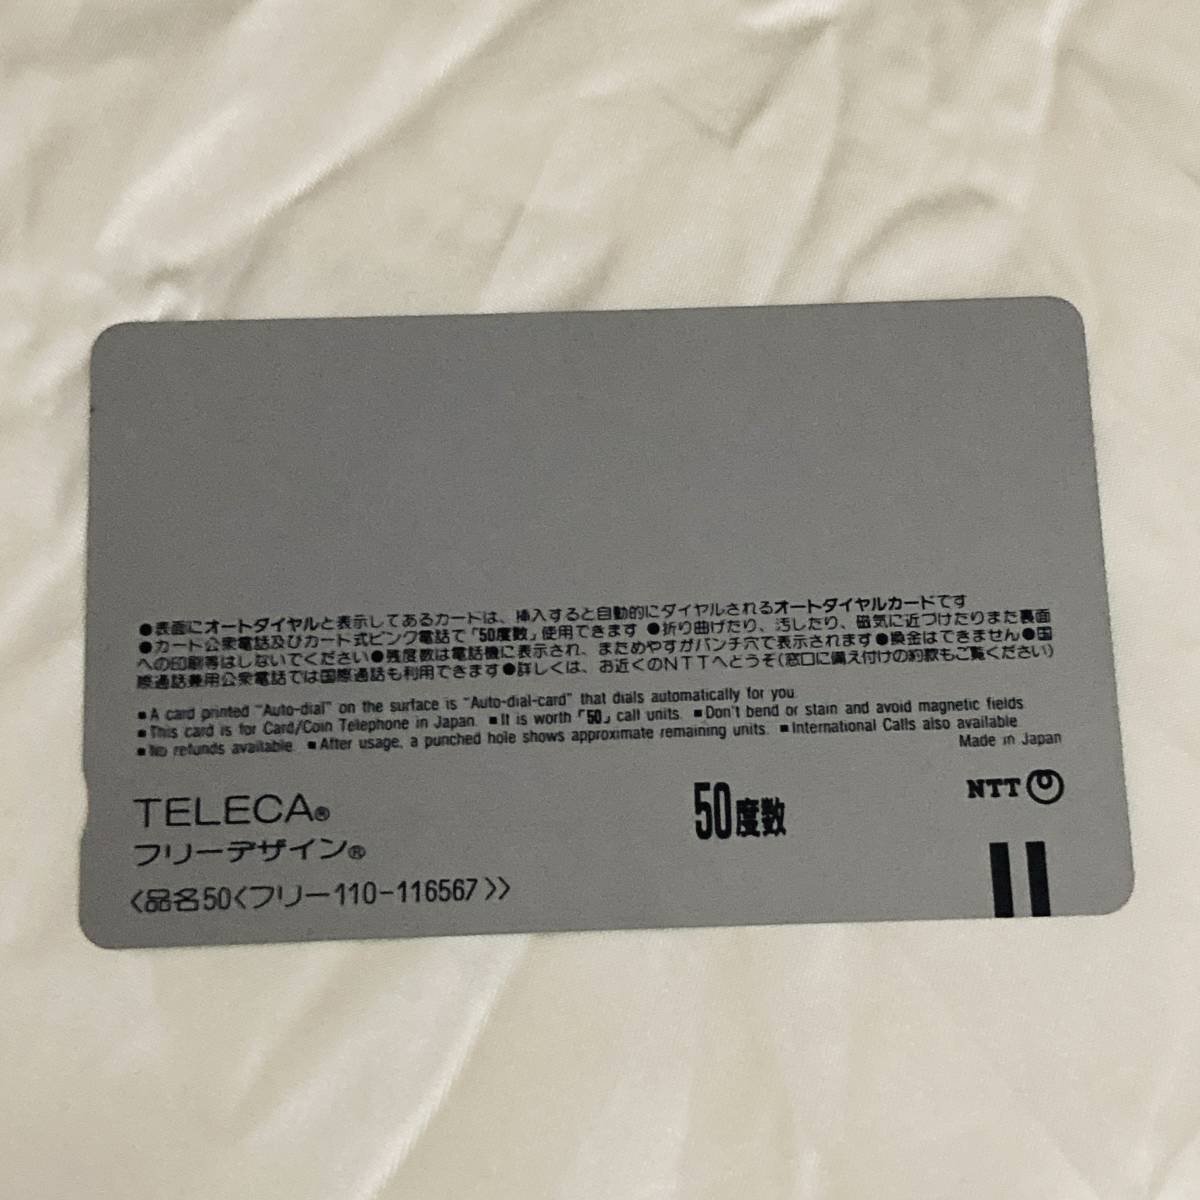 ●表面にオートダイヤルと表示してあるカードは、挿入すると自動的にダイヤルされるオートダイヤルカードです
●カード公衆電話及びカード式ピンク電話で「50度数」使用できます ●折り曲げたり、汚したり、磁気に近づけたりまた裏面
への印刷等はしないでください●残度数は電話機に表示され、まためやすがパンチ穴で表示されます●換金はできません●国
際通話兼用公衆電話では国際通話も利用できます●詳しくは、お近くのNTTへどうぞ(窓口に備え付けの約款もご覧ください)
■A card printed "Auto-dial" on the surface is "Auto-dial-card" that dials automatically for you.
■This card is for Card/Coin Telephone in Japan. ■It is worth「50」call units. ■Don't bend or stain and avoid magnetic fields.
■No refunds available. ■After usage, a punched hole shows approximate remaining units. ■International Calls also available
Made in Japan
TELECA®
フリーデザイン®
〈品名50〈フリー110-116567〉〉
50度数
NTT